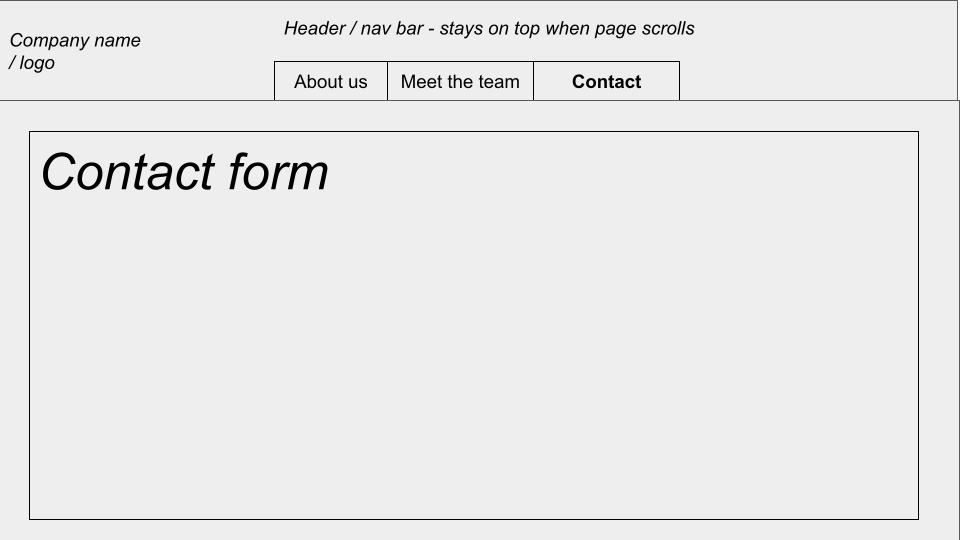 Header / nav bar - stays on top when page scrolls
Company name
/ logo
About us
Meet the team
Contact
Contact form